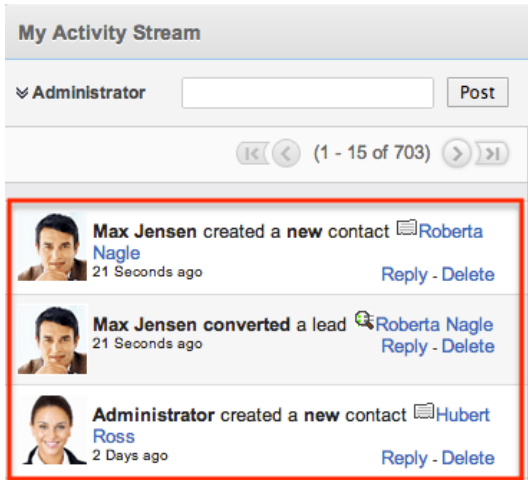 My Activity Stream
Administrator
Post
(1 - 15 of 703)
Max Jensen created a new contact Roberta
Nagle
21 Seconds ago
Reply - Delete
Max Jensen converted a lead Roberta Nagle
21 Seconds ago
Reply - Delete
Administrator created a new contact Hubert
Ross
2 Days ago
Reply - Delete